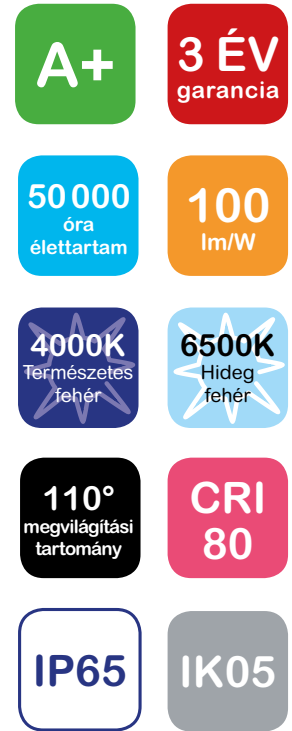 A+
3 ÉV
garancia
50 000
óra
élettartam
100
lm/W
4000K
Természetes
fehér
6500K
Hideg
fehér
110°
megvilágítási
tartomány
CRI
80
IP65
IK05